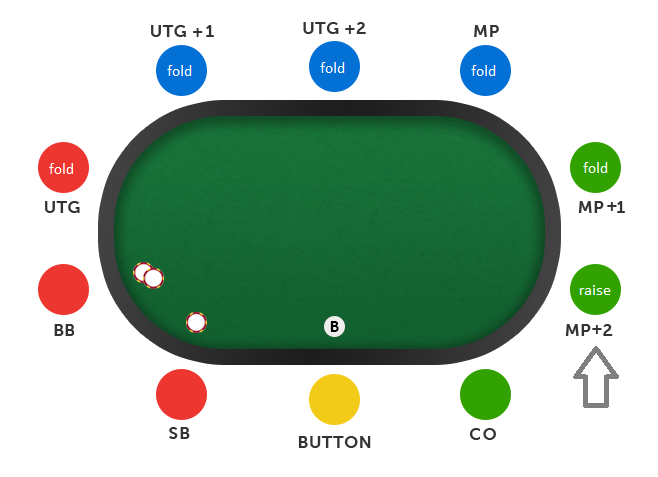 UTG +1
UTG +2
MP
fold
fold
fold
fold
UTG
fold
MP+1
BB
raise
MP+2
B
SB
BUTTON
CO